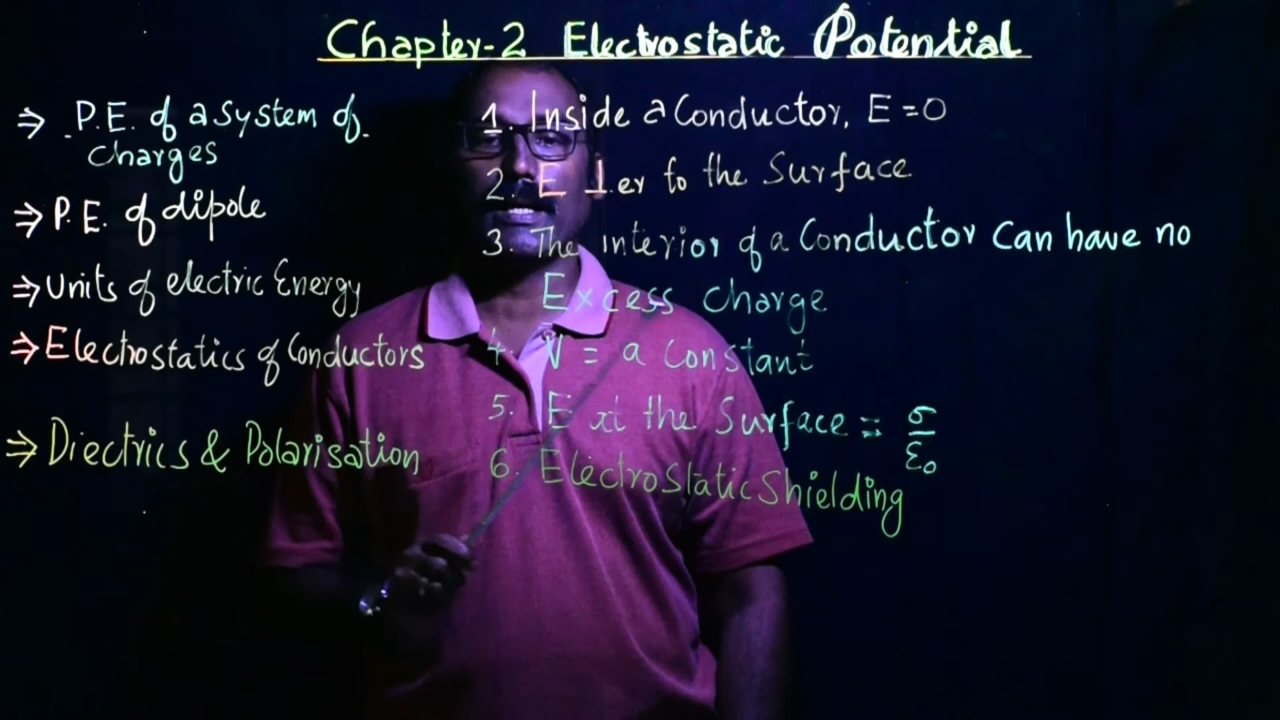 Chapter-2 Electrostatic Potential
⇒ P.E. of a system of
charges
⇒ P.E. of dipole
⇒ Units of electric Energy
⇒ Electrostatics of Conductors
⇒ Diectrics & Polarisation
1. Inside a Conductor, E = 0
2. E ⊥er to the Surface
3. The interior of a Conductor Can have no
Excess charge
4. V = a constant
5. E at the Surface = σ/ε₀
6. Electrostatic Shielding